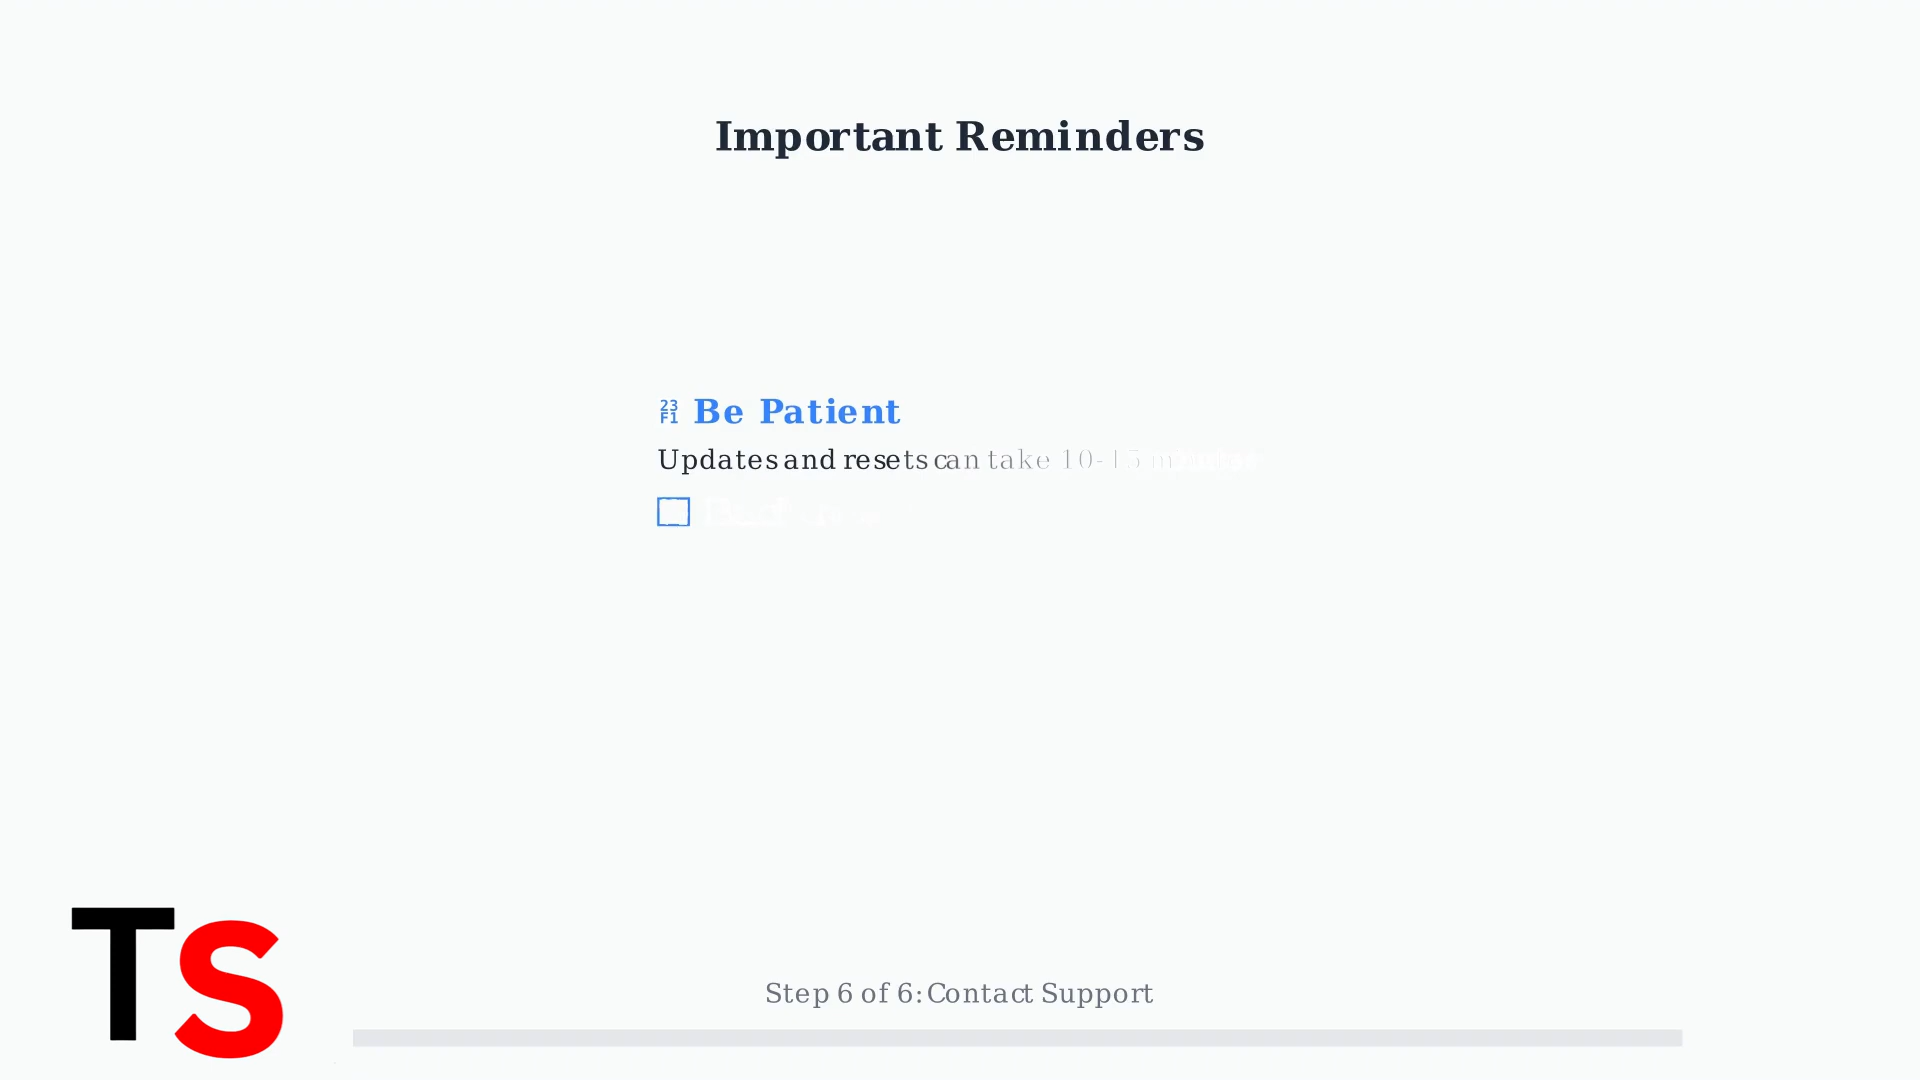 Important Reminders
Be Patient
Updates and resets can take 10-15
TS
Step 6 of 6: Contact Support